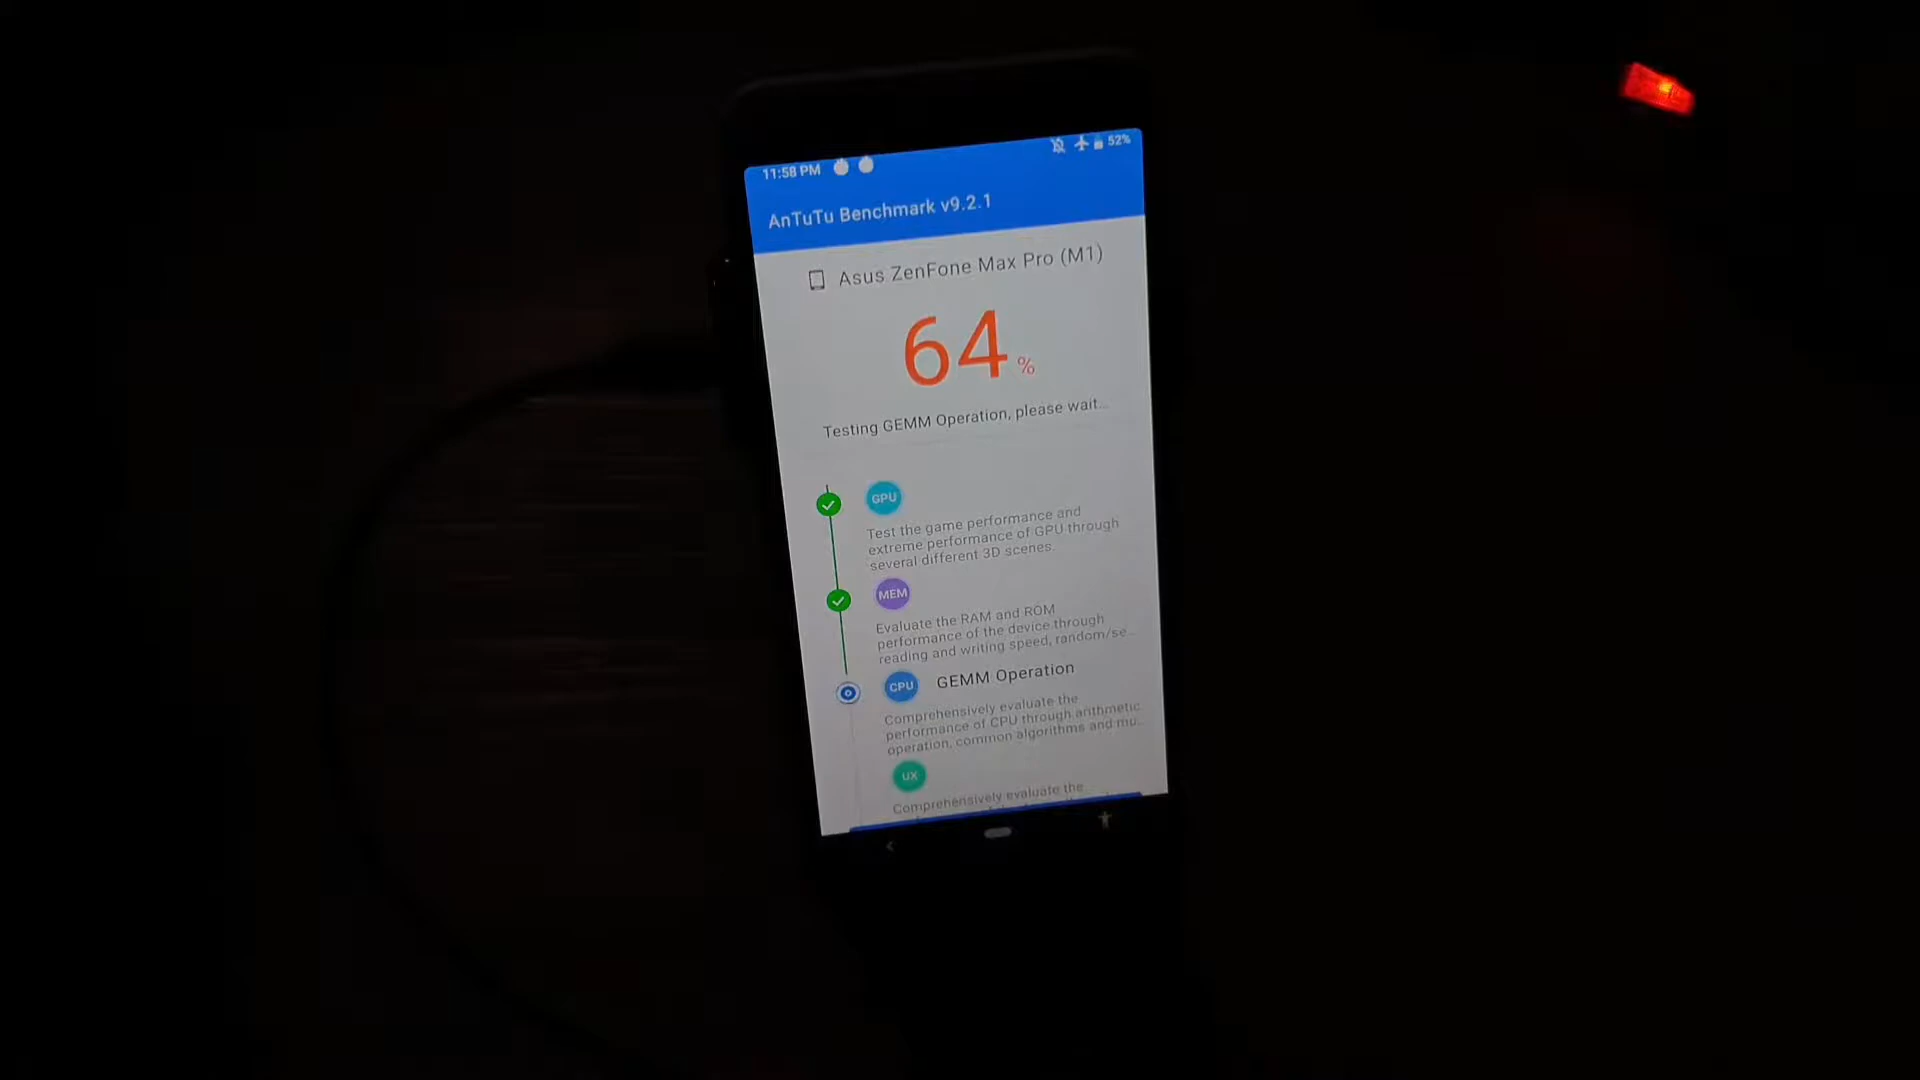 11:58 PM 52%
AnTuTu Benchmark v9.2.1
Asus ZenFone Max Pro (M1)
64%
Testing GEMM Operation, please wait...
GPU
Test the game performance and
extreme performance of GPU through
several different 3D scenes.
MEM
Evaluate the RAM and ROM
performance of the device through
reading and writing speed, random/se...
CPU GEMM Operation
Comprehensively evaluate the
performance of CPU through arithmetic
operation, common algorithms and mu...
UX
Comprehensively evaluate the